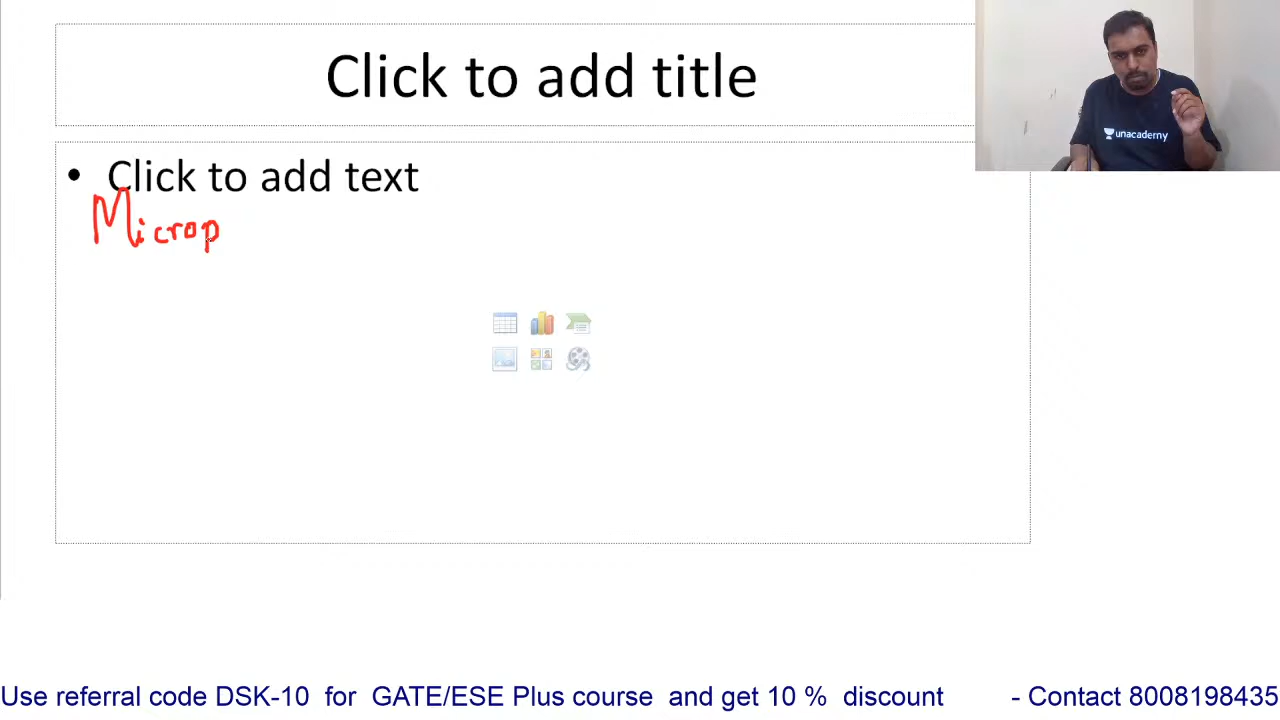 Click to add title
unacademy
• Click to add text
Microp
Use referral code DSK-10 for GATE/ESE Plus course and get 10 % discount - Contact 8008198435